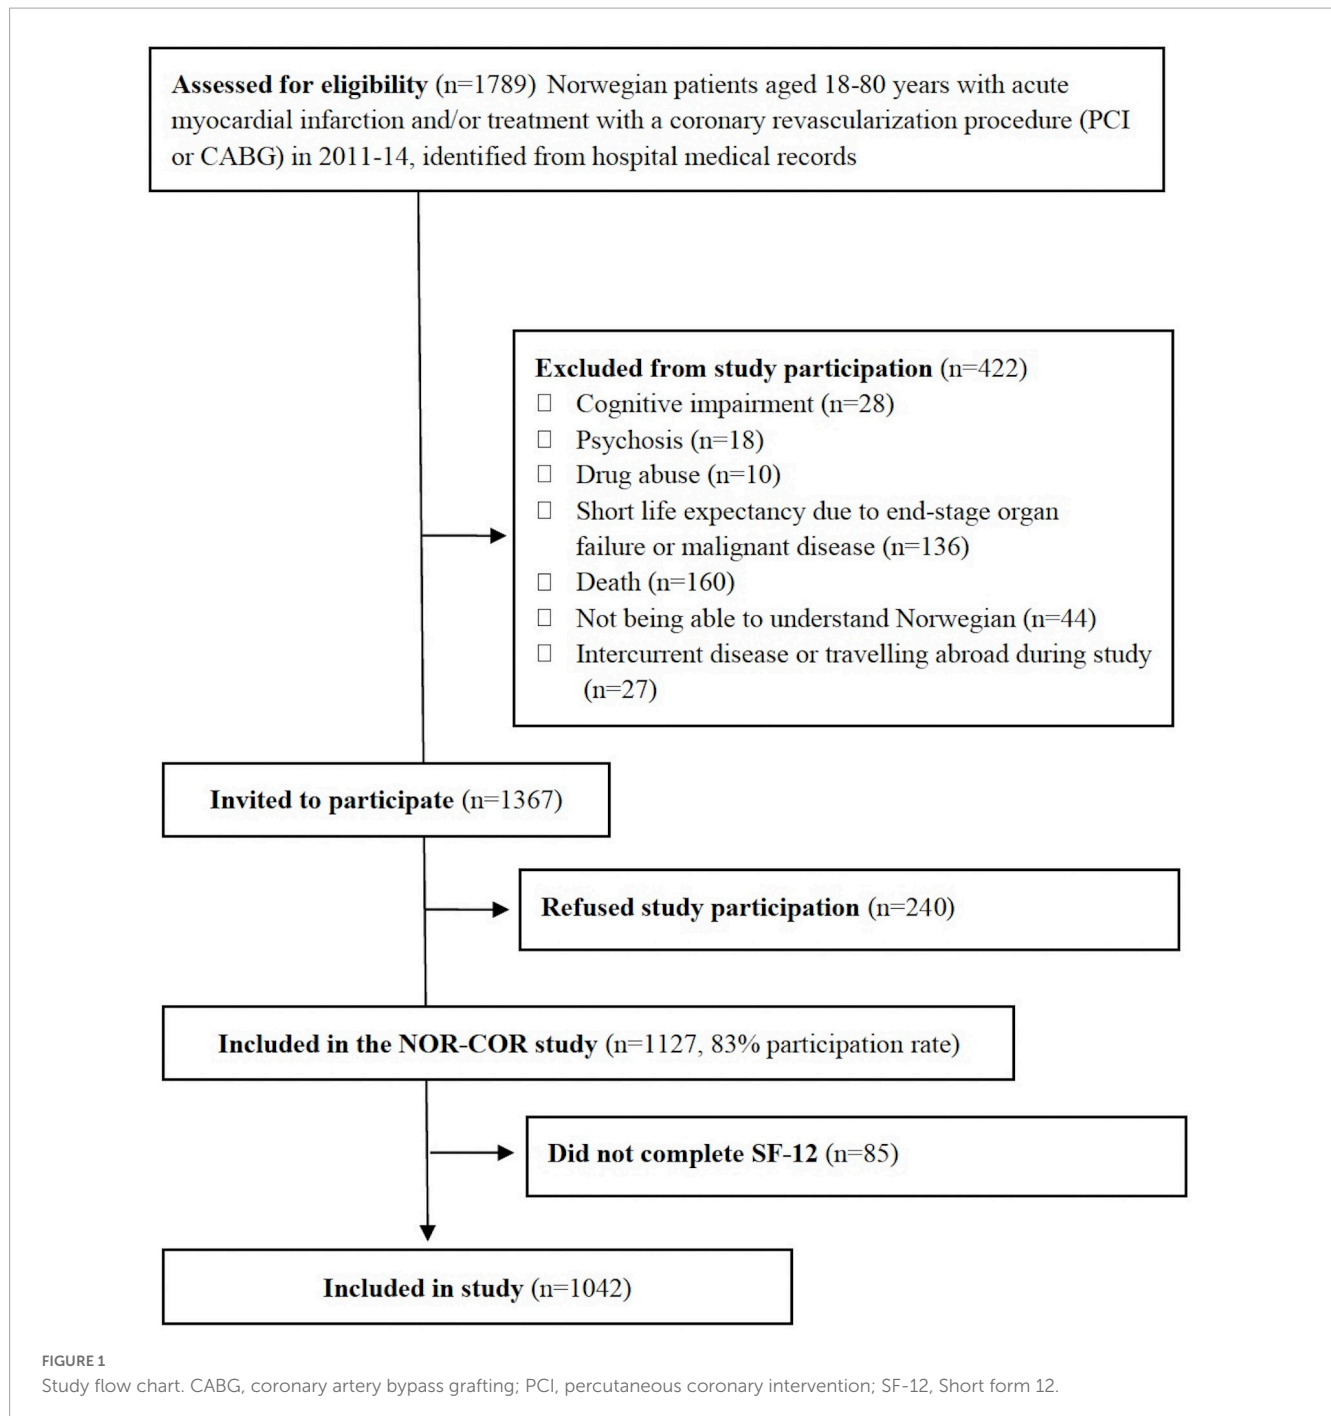 Assessed for eligibility (n=1789) Norwegian patients aged 18-80 years with acute
myocardial infarction and/or treatment with a coronary revascularization procedure (PCI
or CABG) in 2011-14, identified from hospital medical records
Excluded from study participation (n=422)
Cognitive impairment (n=28)
Psychosis (n=18)
Drug abuse (n=10)
Short life expectancy due to end-stage organ
failure or malignant disease (n=136)
Death (n=160)
Not being able to understand Norwegian (n=44)
Intercurrent disease or travelling abroad during study
(n=27)
Invited to participate (n=1367)
Refused study participation (n=240)
Included in the NOR-COR study (n=1127, 83% participation rate)
Did not complete SF-12 (n=85)
Included in study (n=1042)
FIGURE 1
Study flow chart. CABG, coronary artery bypass grafting; PCI, percutaneous coronary intervention; SF-12, Short form 12.